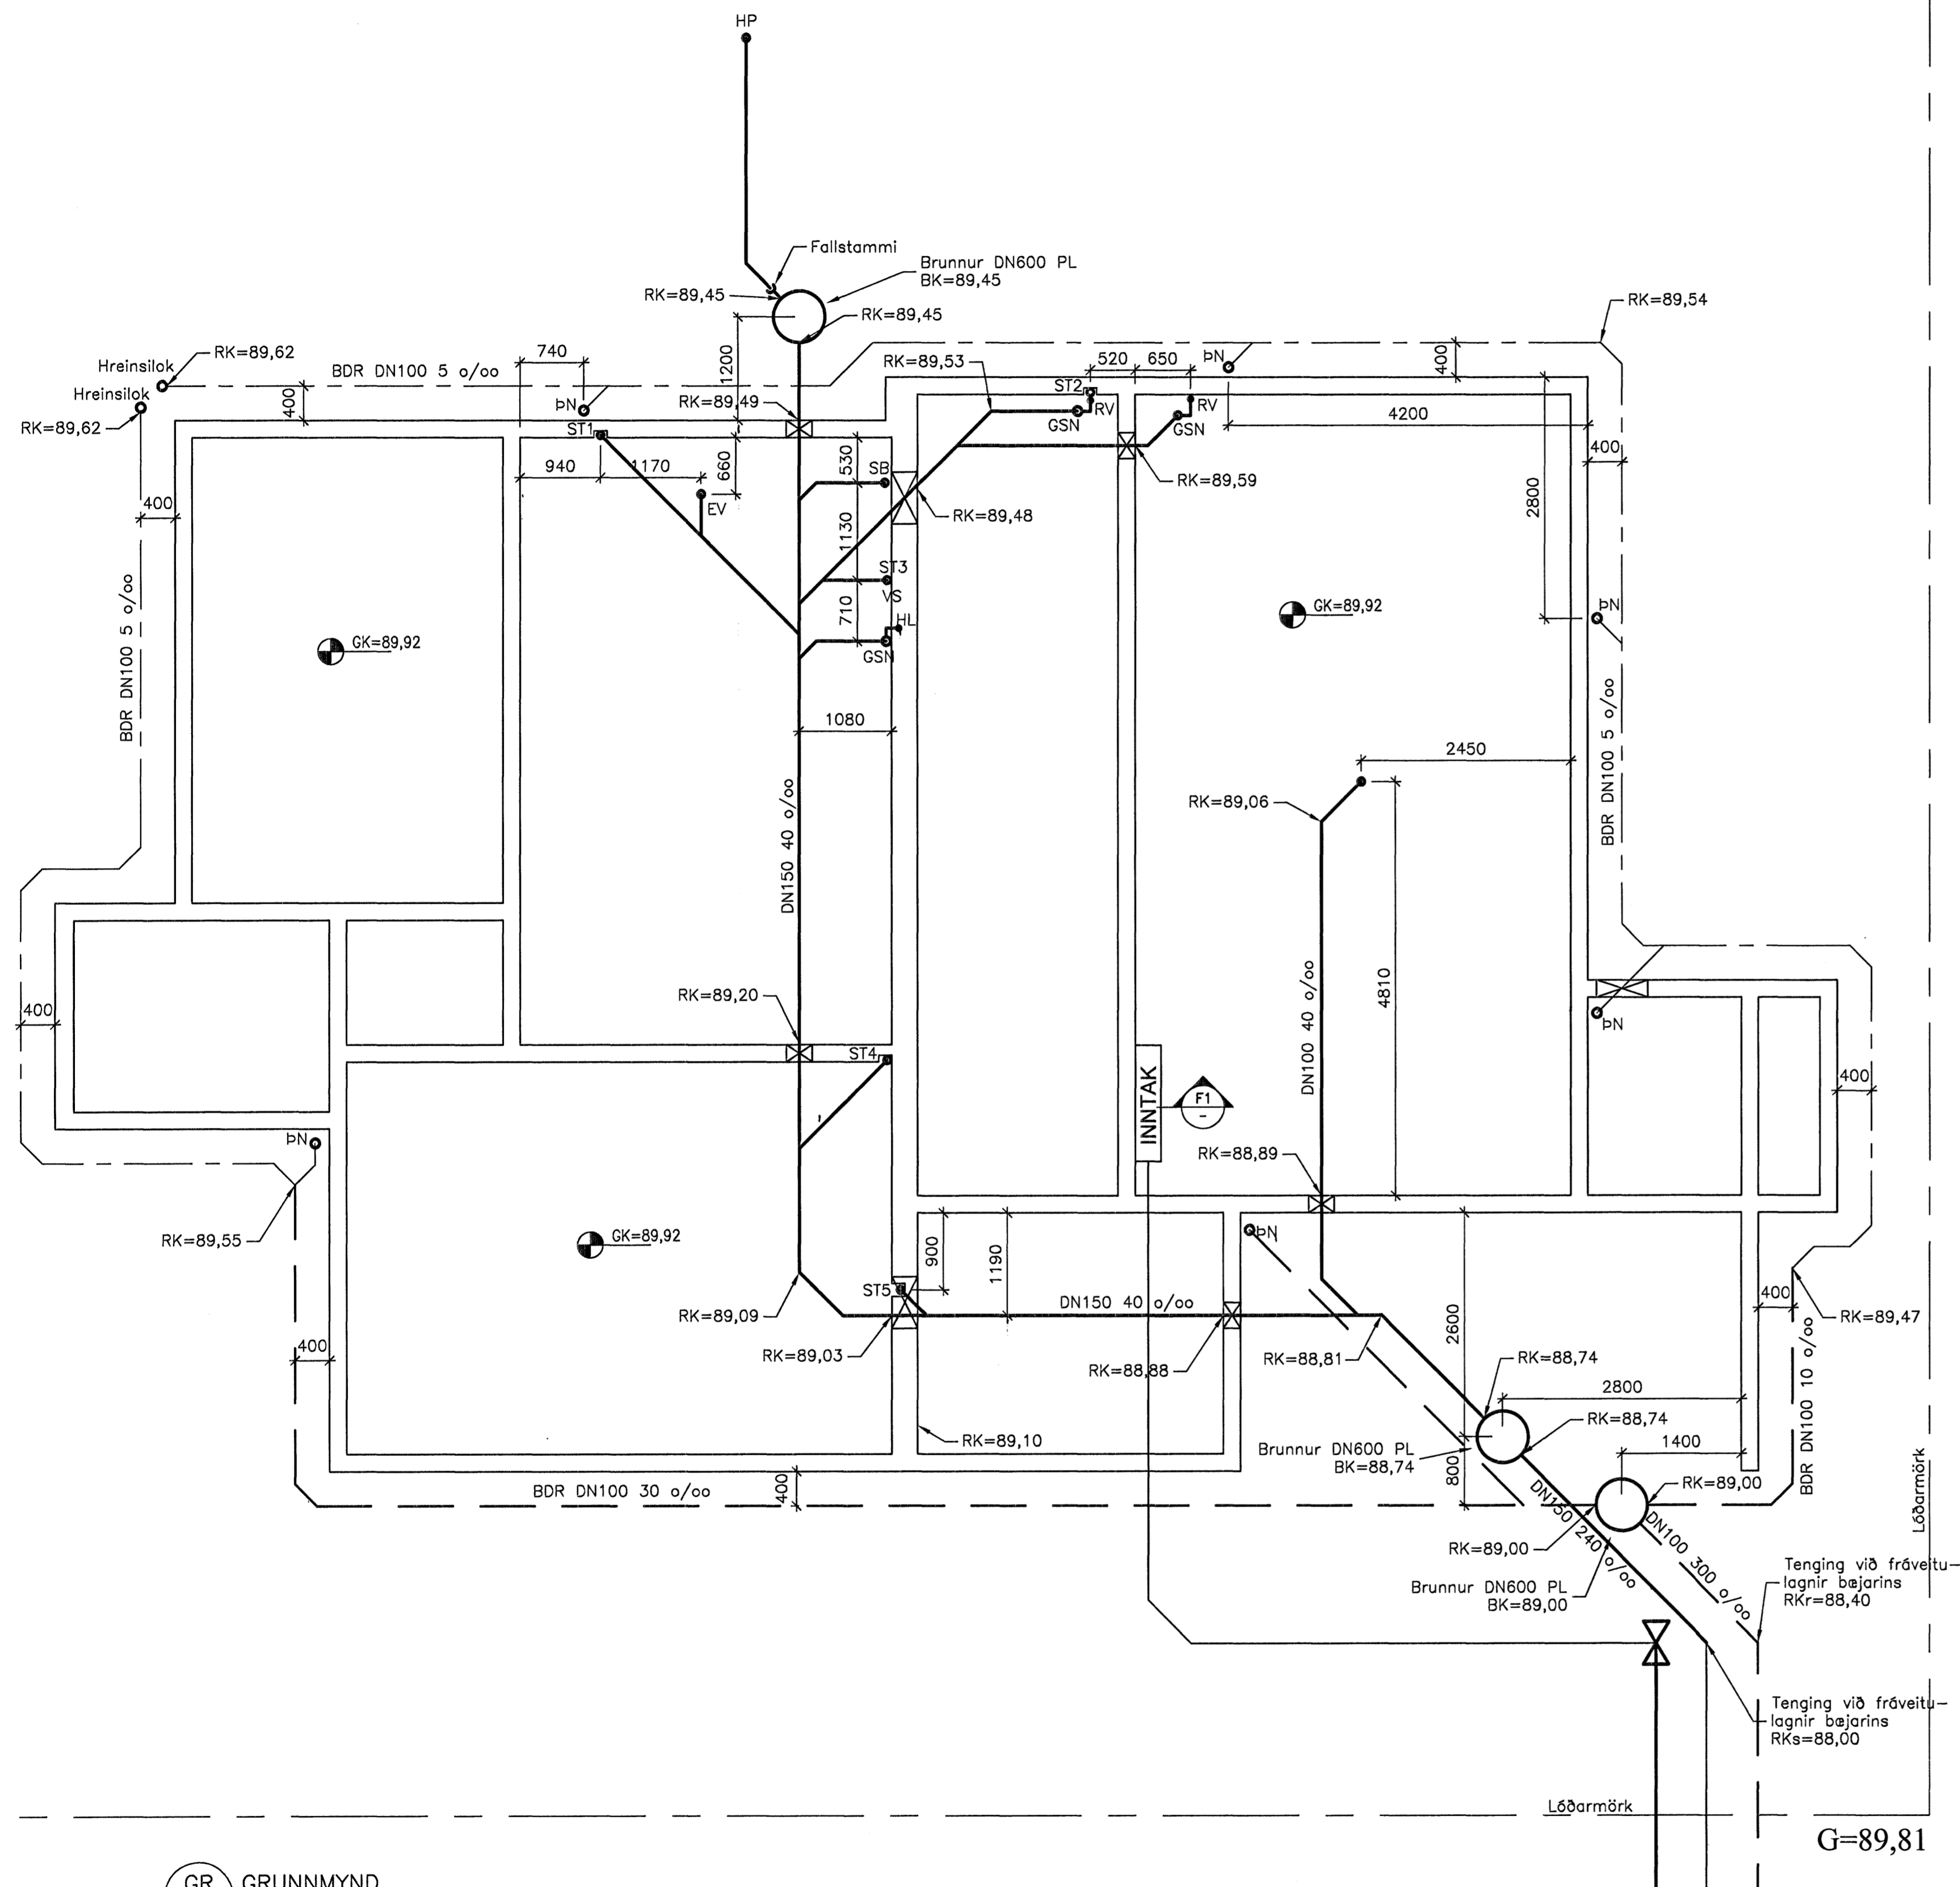 HP
Fallstammi
Brunnur DN600 PL
BK=89,45
RK=89,45
RK=89,45
RK=89,54
Hreinsilok
RK=89,62
BDR DN100 5 o/oo
740
1200
RK=89,53
520
650
ÞN
400
Hreinsilok
RK=89,62
400
ÞN
RK=89,49
ST2
RV
GSN
RV
GSN
4200
400
ST1
940
1170
660
530
SB
RK=89,59
EV
400
RK=89,48
2800
1130
ST3
VS
710
HL
GSN
BDR DN100 5 o/oo
GK=89,92
GK=89,92
ÞN
1080
2450
BDR DN100 5 o/oo
DN150 40 o/oo
RK=89,06
4810
DN100 40 o/oo
RK=89,20
400
ST4
ÞN
INNTAK
F1
-
400
ÞN
RK=88,89
RK=89,55
GK=89,92
900
1190
ÞN
ST5
DN150 40 o/oo
RK=89,09
400
RK=89,47
2600
400
RK=89,03
RK=88,88
RK=88,81
RK=88,74
2800
RK=88,74
BDR DN100 10 o/oo
RK=89,10
Brunnur DN600 PL
BK=88,74
1400
800
RK=89,00
BDR DN100 30 o/oo
400
DN150 240 o/oo
DN100 300 o/oo
Lóðarmörk
RK=89,00
Brunnur DN600 PL
BK=89,00
Tenging við fráveitu-
lagnir bæjarins
RKr=88,40
Tenging við fráveitu-
lagnir bæjarins
RKs=88,00
Lóðarmörk
G=89,81
GR
GRUNNMYND